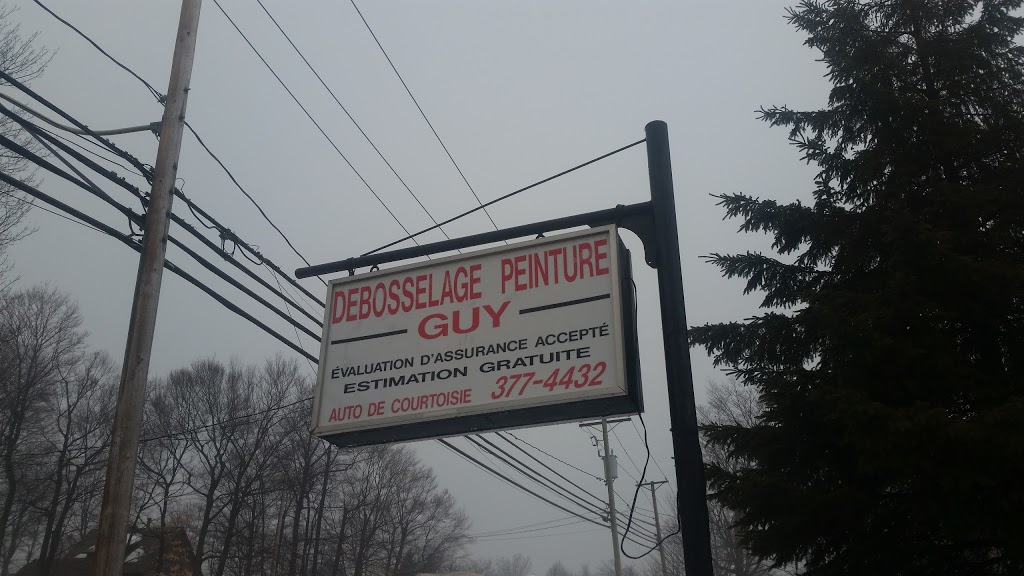 DEBOSSELAGE PEINTURE
GUY
ÉVALUATION D'ASSURANCE ACCEPTÉ
ESTIMATION GRATUITE
AUTO DE COURTOISIE 377-4432